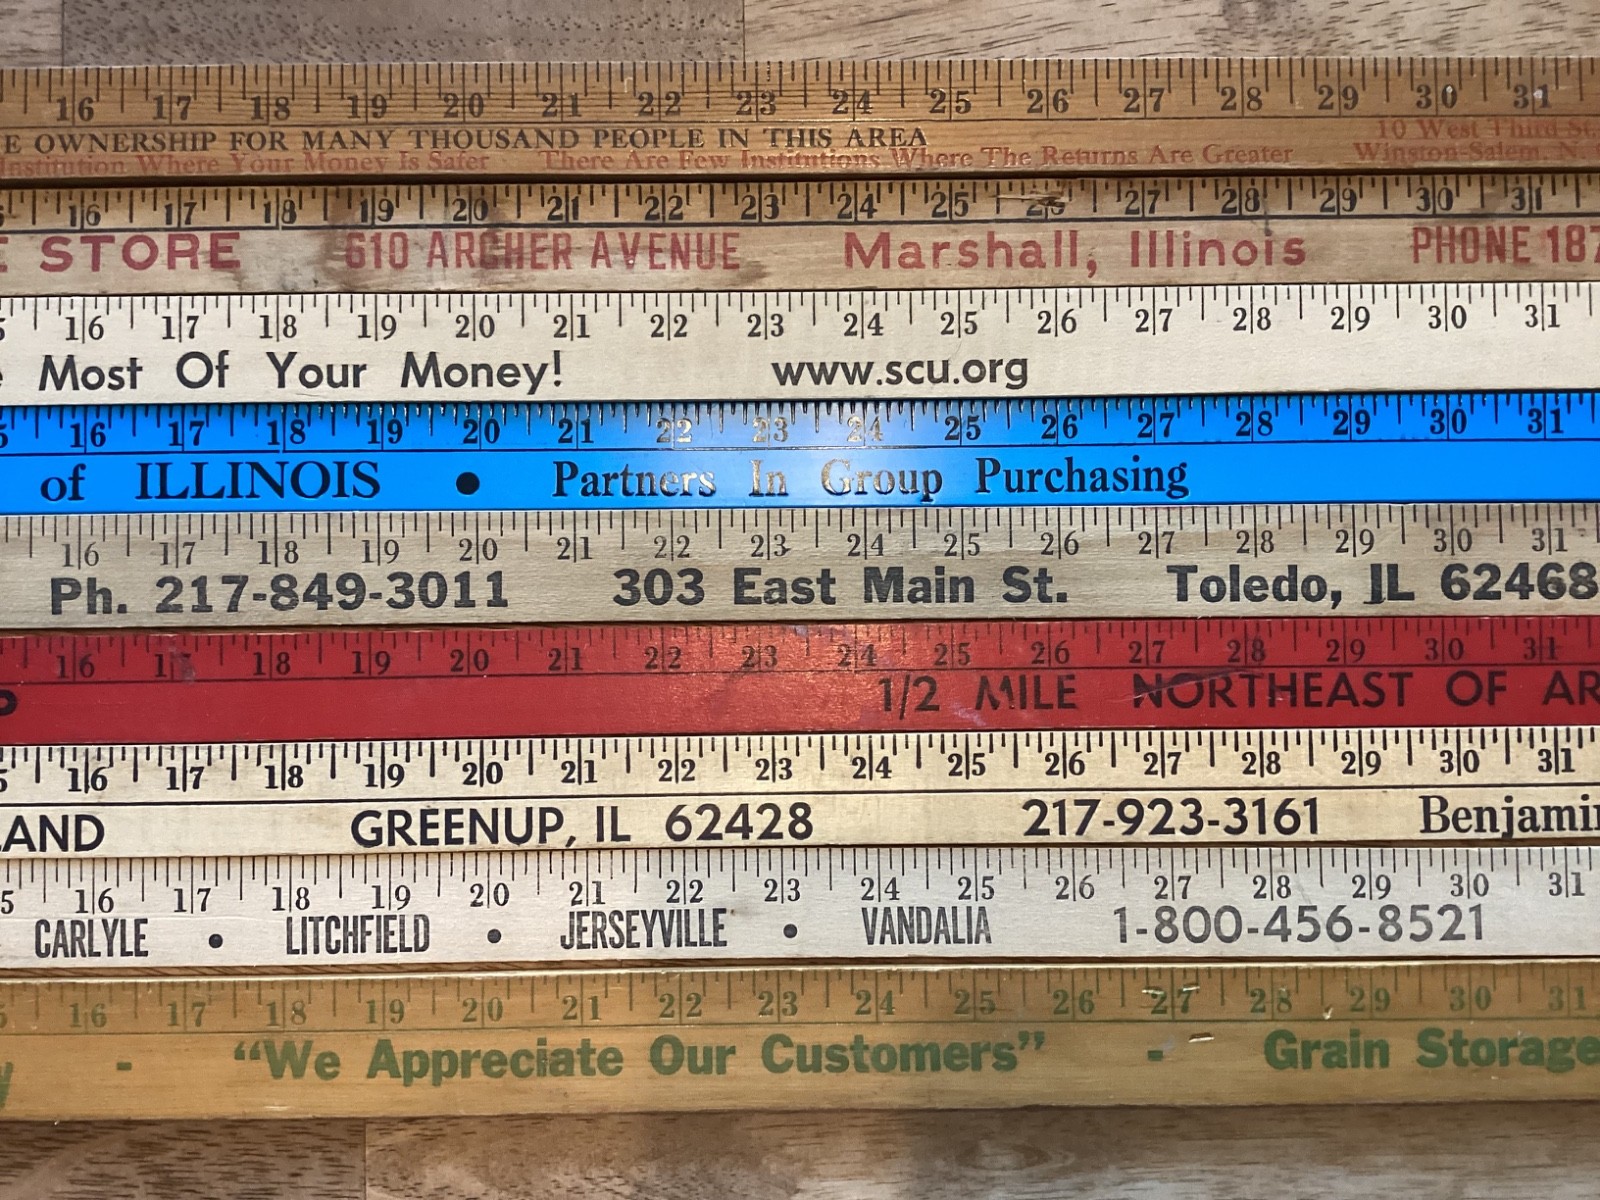 16 17 18 19 20 21 22 23 24 25 26 27 28 29 30 31
E OWNERSHIP FOR MANY THOUSAND PEOPLE IN THIS AREA 10 West Third St.
Institution Where Your Money Is Safer There Are Few Institutions Where The Returns Are Greater Winston-Salem N.
16 17 18 19 20 21 22 23 24 25 26 27 28 29 30 31
E STORE 610 ARCHER AVENUE Marshall, Illinois PHONE 187
16 17 18 19 20 21 22 23 24 25 26 27 28 29 30 31
Most Of Your Money! www.scu.org
16 17 18 19 20 21 22 23 24 25 26 27 28 29 30 31
of ILLINOIS • Partners In Group Purchasing
16 17 18 19 20 21 22 23 24 25 26 27 28 29 30 31
Ph. 217-849-3011 303 East Main St. Toledo, IL 62468
16 17 18 19 20 21 22 23 24 25 26 27 28 29 30 31
P 1/2 MILE NORTHEAST OF AR
16 17 18 19 20 21 22 23 24 25 26 27 28 29 30 31
LAND GREENUP, IL 62428 217-923-3161 Benjamin
15 16 17 18 19 20 21 22 23 24 25 26 27 28 29 30 31
CARLYLE • LITCHFIELD • JERSEYVILLE • VANDALIA 1-800-456-8521
16 17 18 19 20 21 22 23 24 25 26 27 28 29 30 31
y - "We Appreciate Our Customers" - Grain Storage